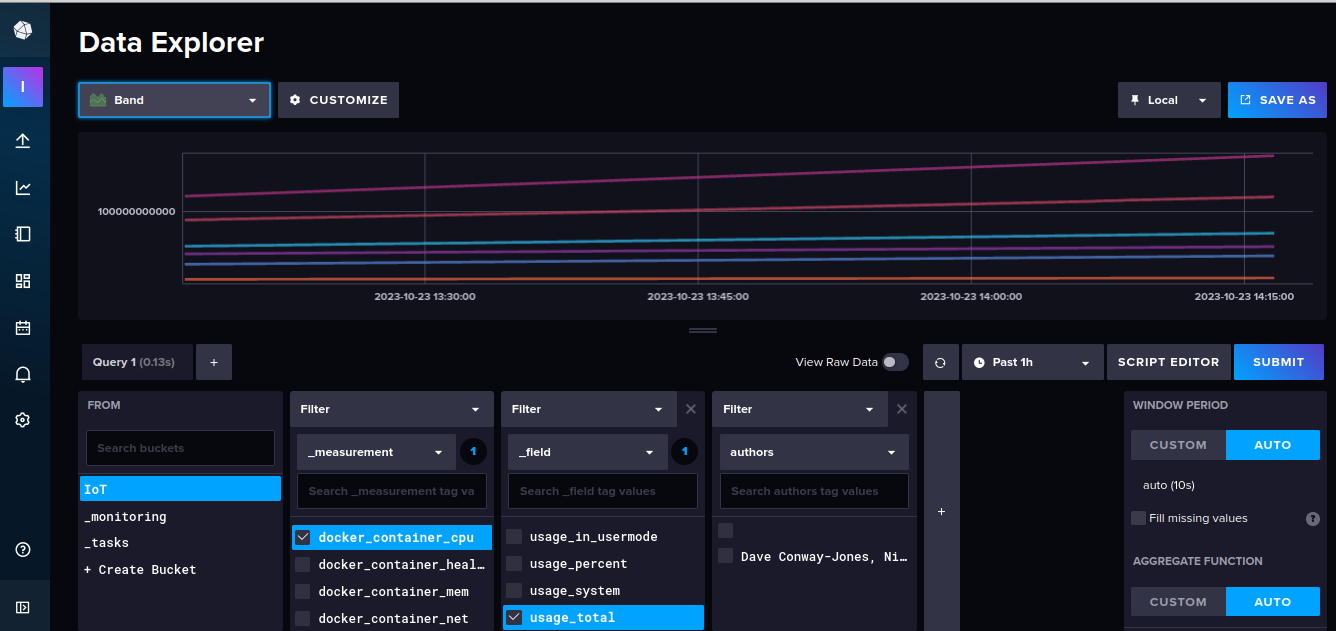 Data Explorer
I
Band
CUSTOMIZE
Local
SAVE AS
100000000000
2023-10-23 13:30:00
2023-10-23 13:45:00
2023-10-23 14:00:00
2023-10-23 14:15:00
Query 1 (0.13s)
+
View Raw Data
Past 1h
SCRIPT EDITOR
SUBMIT
FROM
Search buckets
IoT
_monitoring
_tasks
+ Create Bucket
Filter
_measurement
1
Search _measurement tag va
docker_container_cpu
docker_container_heal…
docker_container_mem
docker_container_net
Filter
_field
1
Search _field tag values
usage_in_usermode
usage_percent
usage_system
usage_total
Filter
authors
Search authors tag values
Dave Conway-Jones, Ni…
+
WINDOW PERIOD
CUSTOM
AUTO
auto (10s)
Fill missing values
?
AGGREGATE FUNCTION
CUSTOM
AUTO